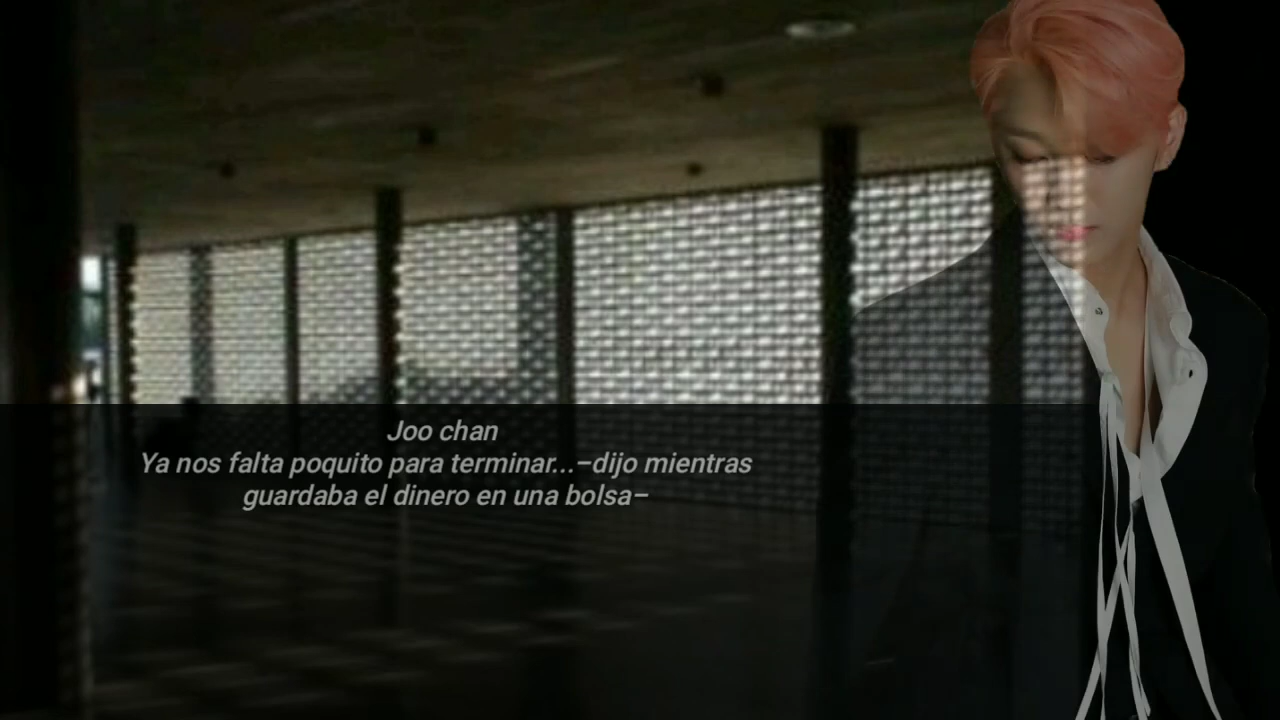 Joo chan
Ya nos falta poquito para terminar...–dijo mientras
guardaba el dinero en una bolsa–